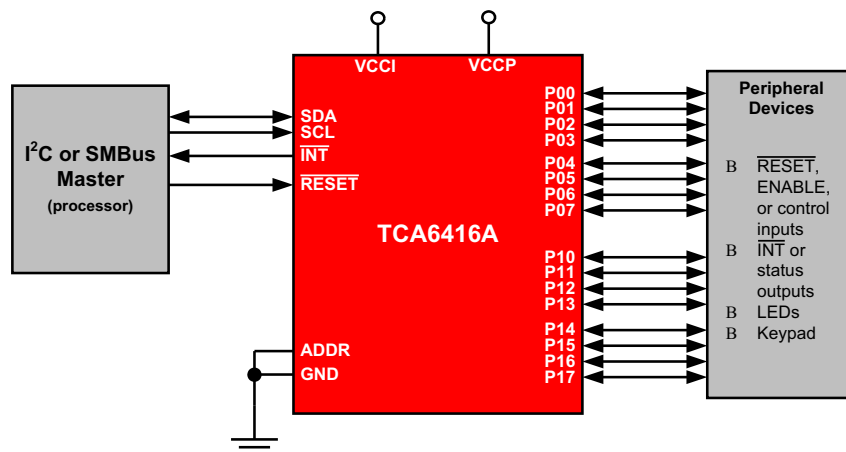 VCCI
VCCP
I²C or SMBus
Master
(processor)
SDA
SCL
INT
RESET
TCA6416A
ADDR
GND
P00
P01
P02
P03
P04
P05
P06
P07
P10
P11
P12
P13
P14
P15
P16
P17
Peripheral
Devices
B RESET,
ENABLE,
or control
inputs
B INT or
status
outputs
B LEDs
B Keypad